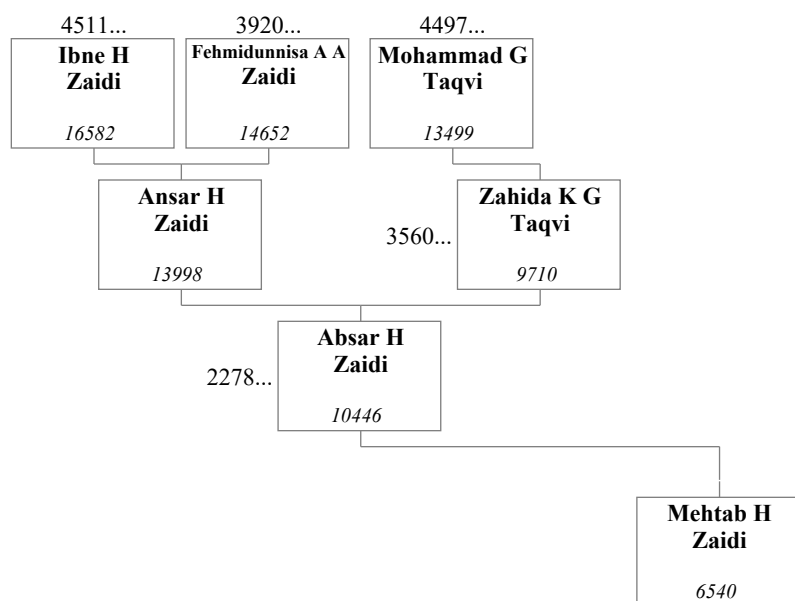 4511...
3920...
4497...
Ibne H
Zaidi
16582
Fehmidunnisa A A
Zaidi
14652
Mohammad G
Taqvi
13499
Ansar H
Zaidi
13998
3560...
Zahida K G
Taqvi
9710
2278...
Absar H
Zaidi
10446
Mehtab H
Zaidi
6540